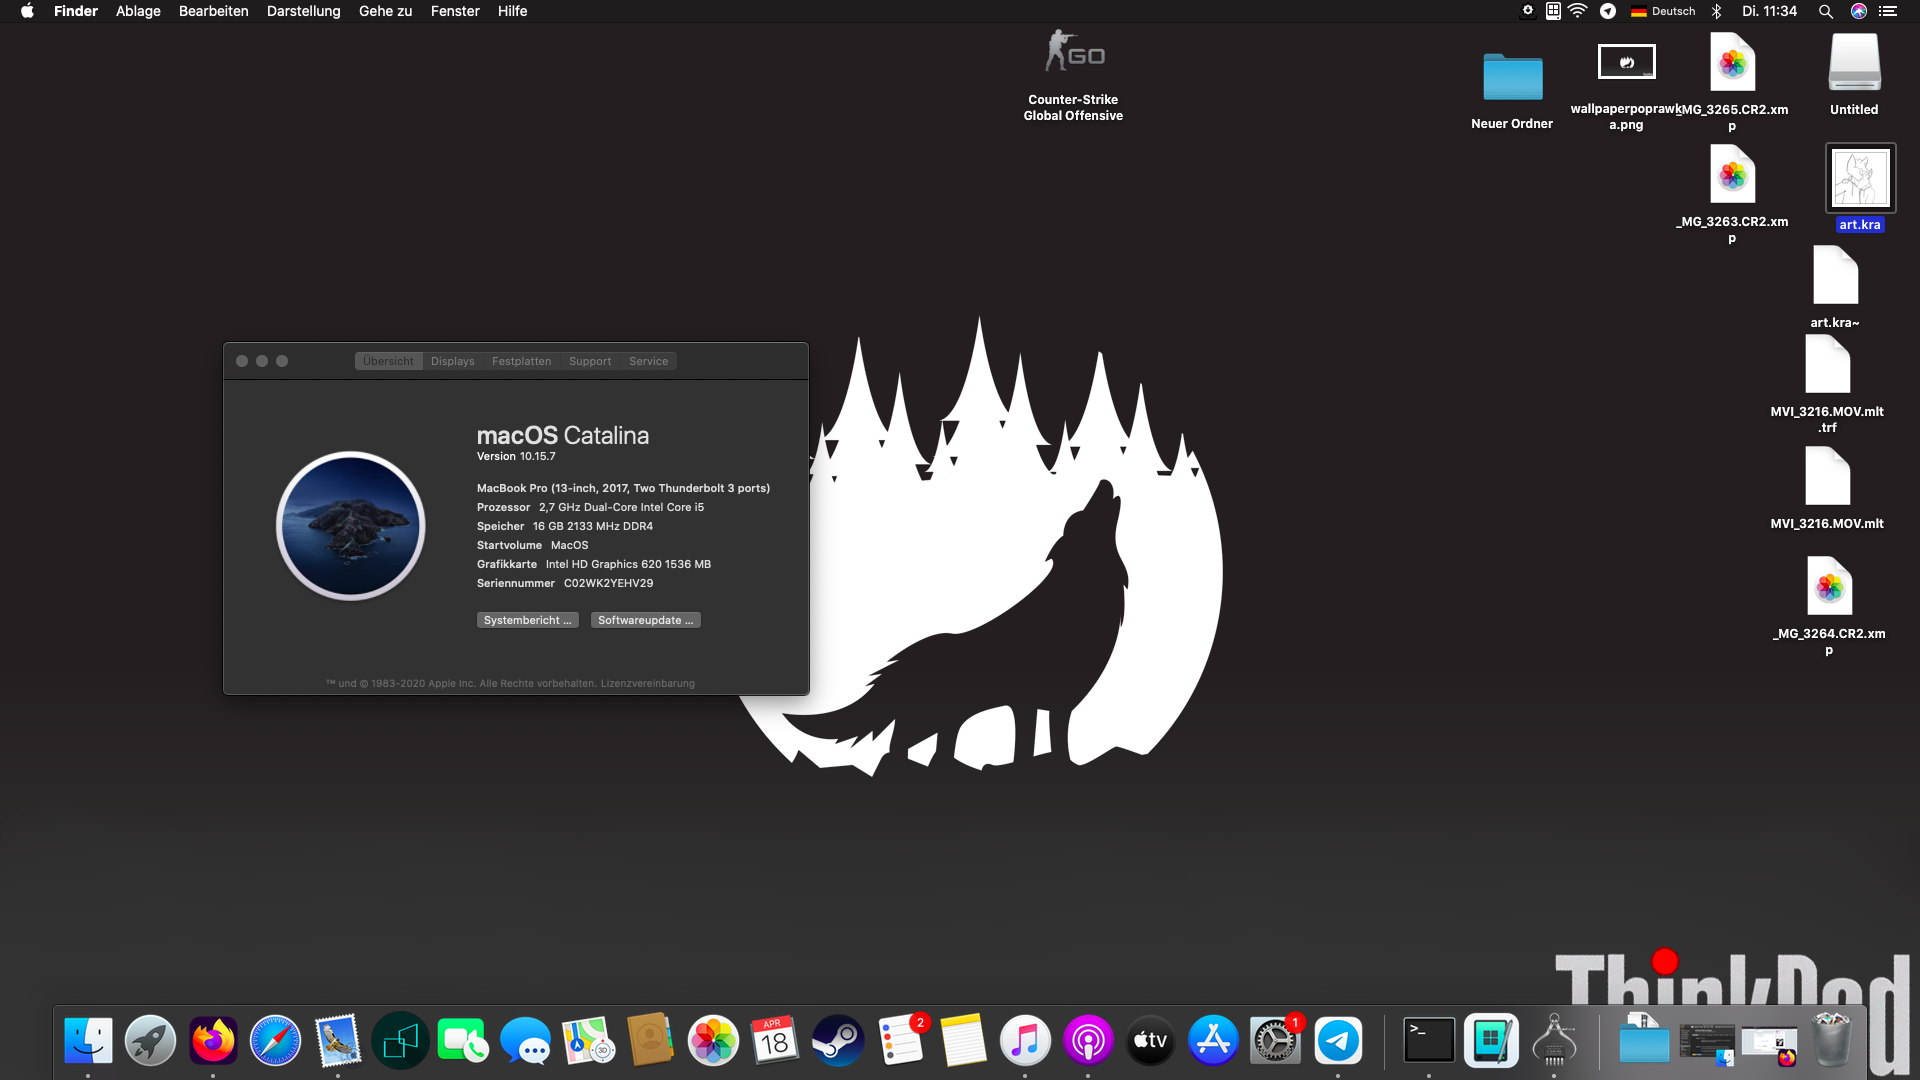 Finder Ablage Bearbeiten Darstellung Gehe zu Fenster Hilfe
Deutsch Di. 11:34
GO
Counter-Strike
Global Offensive
Neuer Ordner
wallpaperpoprawk
a.png
_MG_3265.CR2.xm
p
Untitled
_MG_3263.CR2.xm
p
art.kra
art.kra~
MVI_3216.MOV.mlt
.trf
MVI_3216.MOV.mlt
_MG_3264.CR2.xm
p
Übersicht Displays Festplatten Support Service
macOS Catalina
Version 10.15.7
MacBook Pro (13-inch, 2017, Two Thunderbolt 3 ports)
Prozessor 2,7 GHz Dual-Core Intel Core i5
Speicher 16 GB 2133 MHz DDR4
Startvolume MacOS
Grafikkarte Intel HD Graphics 620 1536 MB
Seriennummer C02WK2YEHV29
Systembericht ... Softwareupdate ...
™ und © 1983-2020 Apple Inc. Alle Rechte vorbehalten. Lizenzvereinbarung
ThinkPad
3D
APR
18
2
tv
1
>_